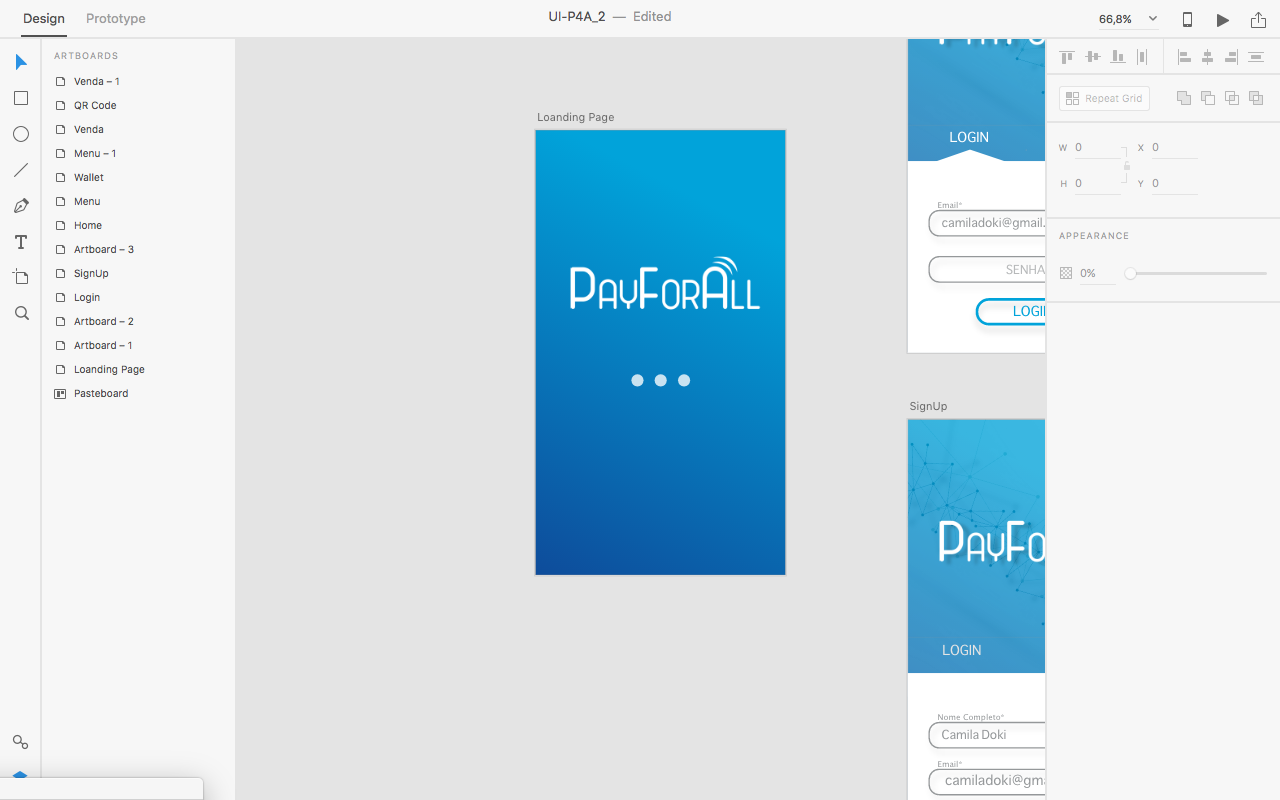 Design
Prototype
UI-P4A_2 — Edited
66,8%
ARTBOARDS
Venda – 1
QR Code
Venda
Menu – 1
Wallet
Menu
Home
Artboard – 3
SignUp
Login
Artboard – 2
Artboard – 1
Loanding Page
Pasteboard
Loanding Page
PAYFORALL
LOGIN
Email*
camiladoki@gmail.
SENHA
LOGI
SignUp
PAYFO
LOGIN
Nome Completo*
Camila Doki
Email*
camiladoki@gm
Repeat Grid
W 0
X 0
H 0
Y 0
APPEARANCE
0%